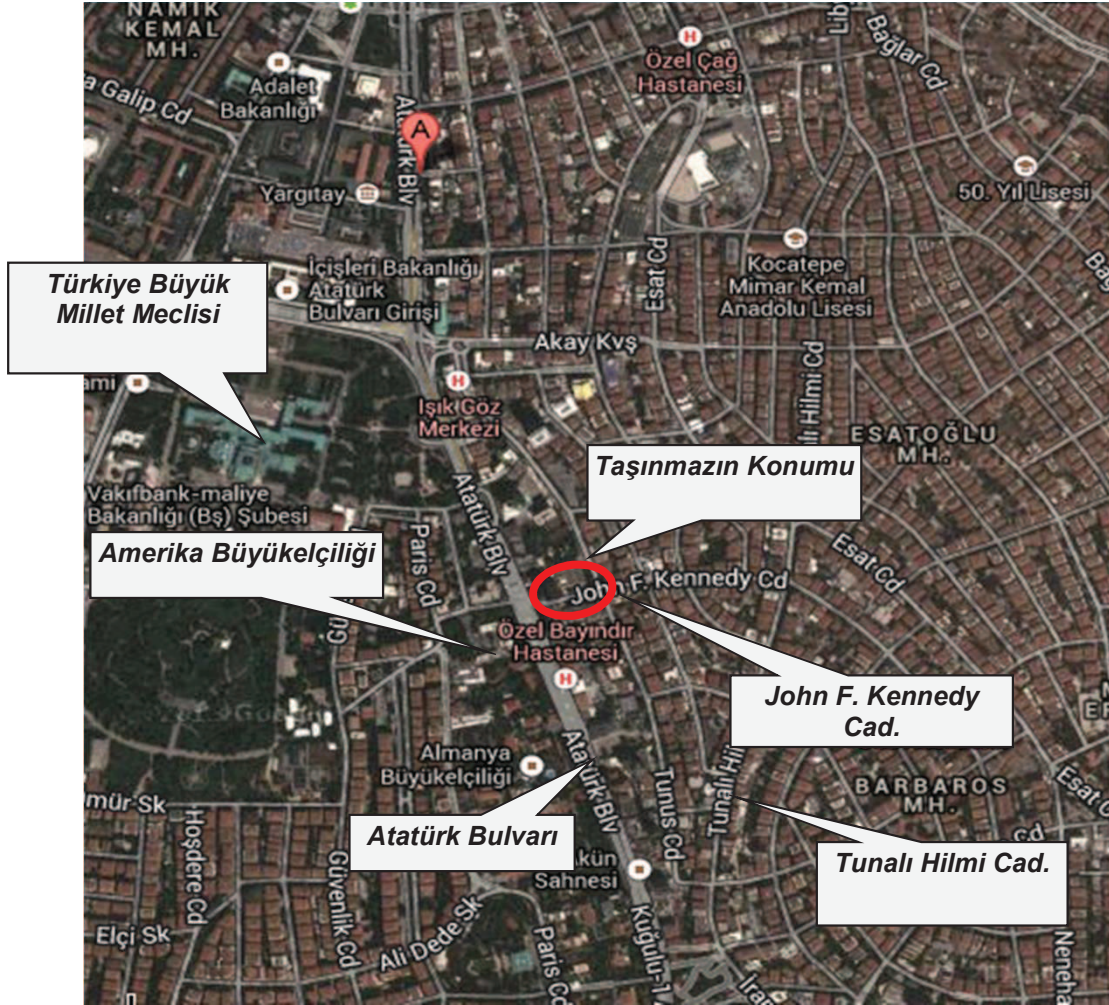 NAMIK
KEMAL
MH.
Adalet
Bakanlığı
Galip Cd
Atatürk Blv
A
Yargıtay
Özel Çağ
Hastanesi
Bağlar Cd
50. Yıl Lisesi
Kocatepe
Mimar Kemal
Anadolu Lisesi
Esat Cd
İçişleri Bakanlığı
Atatürk
Bulvarı Girişi
Türkiye Büyük
Millet Meclisi
Akay Kvş
Işık Göz
Merkezi
ESATOĞLU
MH.
Taşınmazın Konumu
Vakıfbank-maliye
Bakanlığı (Bş) Şubesi
Atatürk Blv
Paris Cd
Amerika Büyükelçiliği
Esat Cd
John F. Kennedy Cd
Özel Bayındır
Hastanesi
H
John F. Kennedy
Cad.
Almanya
Büyükelçiliği
Atatürk Blv
Tunus Cd
BARBAROS
MH.
Esat
Hoşdere Cd
Güvenlik Cd
Atatürk Bulvarı
Tunalı Hilmi Cad.
Sahnesi
Elçi Sk
Ali Dede Sk
Paris Cd